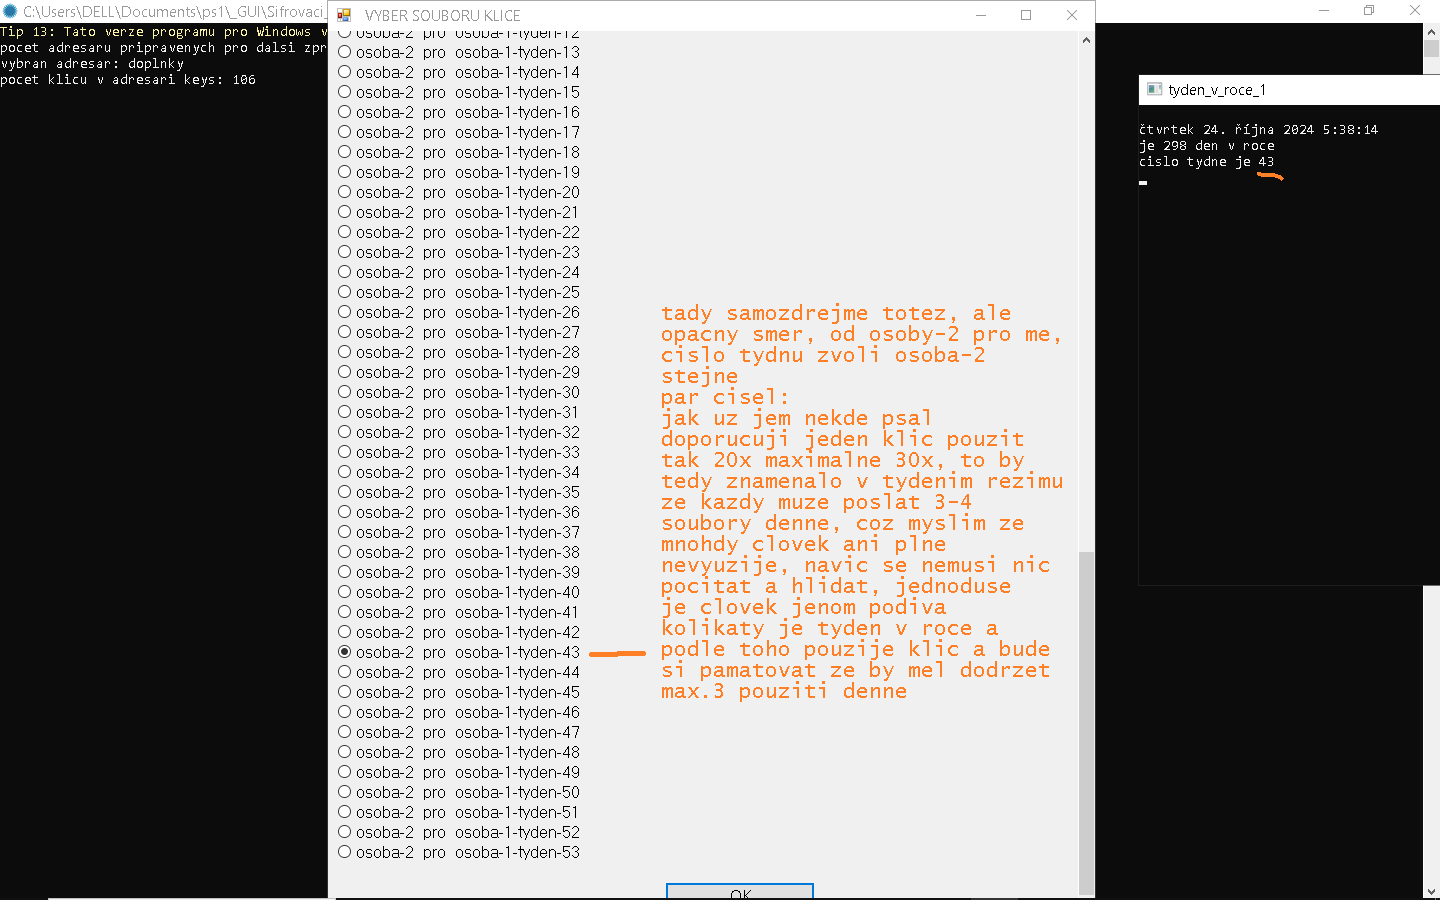 C:\Users\DELL\Documents\ps1\_GUI\Sifrovaci_
Tip 13: Tato verze programu pro Windows v
pocet adresaru pripravenych pro dalsi zpr
vybran adresar: doplnky
pocet klicu v adresari keys: 106
VYBER SOUBORU KLICE
osoba-2 pro osoba-1-tyden-12
osoba-2 pro osoba-1-tyden-13
osoba-2 pro osoba-1-tyden-14
osoba-2 pro osoba-1-tyden-15
osoba-2 pro osoba-1-tyden-16
osoba-2 pro osoba-1-tyden-17
osoba-2 pro osoba-1-tyden-18
osoba-2 pro osoba-1-tyden-19
osoba-2 pro osoba-1-tyden-20
osoba-2 pro osoba-1-tyden-21
osoba-2 pro osoba-1-tyden-22
osoba-2 pro osoba-1-tyden-23
osoba-2 pro osoba-1-tyden-24
osoba-2 pro osoba-1-tyden-25
osoba-2 pro osoba-1-tyden-26
osoba-2 pro osoba-1-tyden-27
osoba-2 pro osoba-1-tyden-28
osoba-2 pro osoba-1-tyden-29
osoba-2 pro osoba-1-tyden-30
osoba-2 pro osoba-1-tyden-31
osoba-2 pro osoba-1-tyden-32
osoba-2 pro osoba-1-tyden-33
osoba-2 pro osoba-1-tyden-34
osoba-2 pro osoba-1-tyden-35
osoba-2 pro osoba-1-tyden-36
osoba-2 pro osoba-1-tyden-37
osoba-2 pro osoba-1-tyden-38
osoba-2 pro osoba-1-tyden-39
osoba-2 pro osoba-1-tyden-40
osoba-2 pro osoba-1-tyden-41
osoba-2 pro osoba-1-tyden-42
osoba-2 pro osoba-1-tyden-43
osoba-2 pro osoba-1-tyden-44
osoba-2 pro osoba-1-tyden-45
osoba-2 pro osoba-1-tyden-46
osoba-2 pro osoba-1-tyden-47
osoba-2 pro osoba-1-tyden-48
osoba-2 pro osoba-1-tyden-49
osoba-2 pro osoba-1-tyden-50
osoba-2 pro osoba-1-tyden-51
osoba-2 pro osoba-1-tyden-52
osoba-2 pro osoba-1-tyden-53
tady samozdrejme totez, ale
opacny smer, od osoby-2 pro me,
cislo tydnu zvoli osoba-2
stejne
par cisel:
jak uz jem nekde psal
doporucuji jeden klic pouzit
tak 20x maximalne 30x, to by
tedy znamenalo v tydenim rezimu
ze kazdy muze poslat 3-4
soubory denne, coz myslim ze
mnohdy clovek ani plne
nevyuzije, navic se nemusi nic
pocitat a hlidat, jednoduse
je clovek jenom podiva
kolikaty je tyden v roce a
podle toho pouzije klic a bude
si pamatovat ze by mel dodrzet
max.3 pouziti denne
OK
tyden_v_roce_1
čtvrtek 24. října 2024 5:38:14
je 298 den v roce
cislo tydne je 43